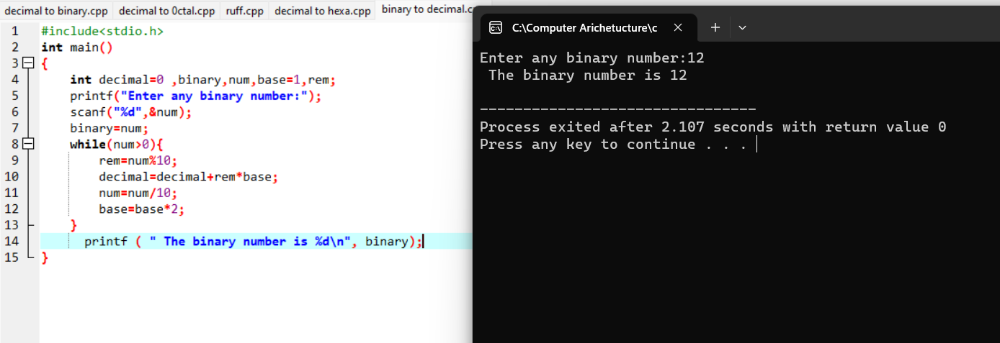 decimal to binary.cpp decimal to 0ctal.cpp ruff.cpp decimal to hexa.cpp binary to decimal.c
1 #include<stdio.h>
2 int main()
3 {
4 int decimal=0 ,binary,num,base=1,rem;
5 printf("Enter any binary number:");
6 scanf("%d",&num);
7 binary=num;
8 while(num>0){
9 rem=num%10;
10 decimal=decimal+rem*base;
11 num=num/10;
12 base=base*2;
13 }
14 printf ( " The binary number is %d\n", binary);
15 }
C:\Computer Arichetucture\c
Enter any binary number:12
The binary number is 12
--------------------------------
Process exited after 2.107 seconds with return value 0
Press any key to continue . . .